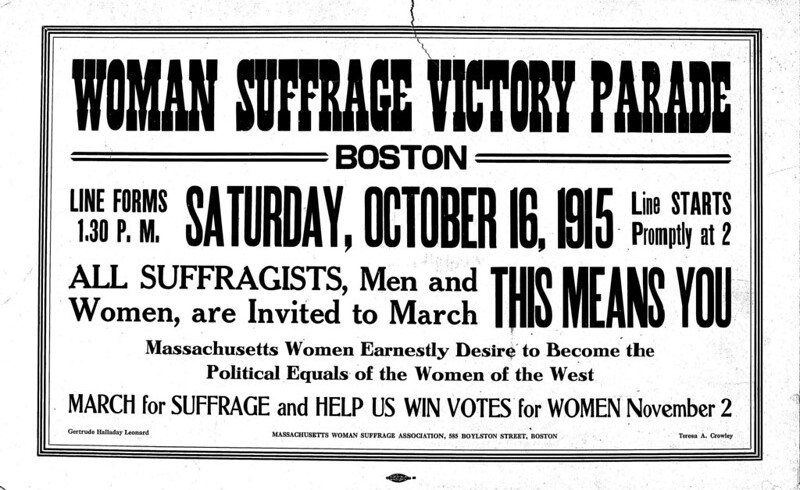 WOMAN SUFFRAGE VICTORY PARADE
BOSTON
LINE FORMS
1.30 P. M.
SATURDAY, OCTOBER 16, 1915
Line STARTS
Promptly at 2
ALL SUFFRAGISTS, Men and
Women, are Invited to March
THIS MEANS YOU
Massachusetts Women Earnestly Desire to Become the
Political Equals of the Women of the West
MARCH for SUFFRAGE and HELP US WIN VOTES for WOMEN November 2
Gertrude Halladay Leonard
MASSACHUSETTS WOMAN SUFFRAGE ASSOCIATION, 585 BOYLSTON STREET, BOSTON
Teresa A. Crowley